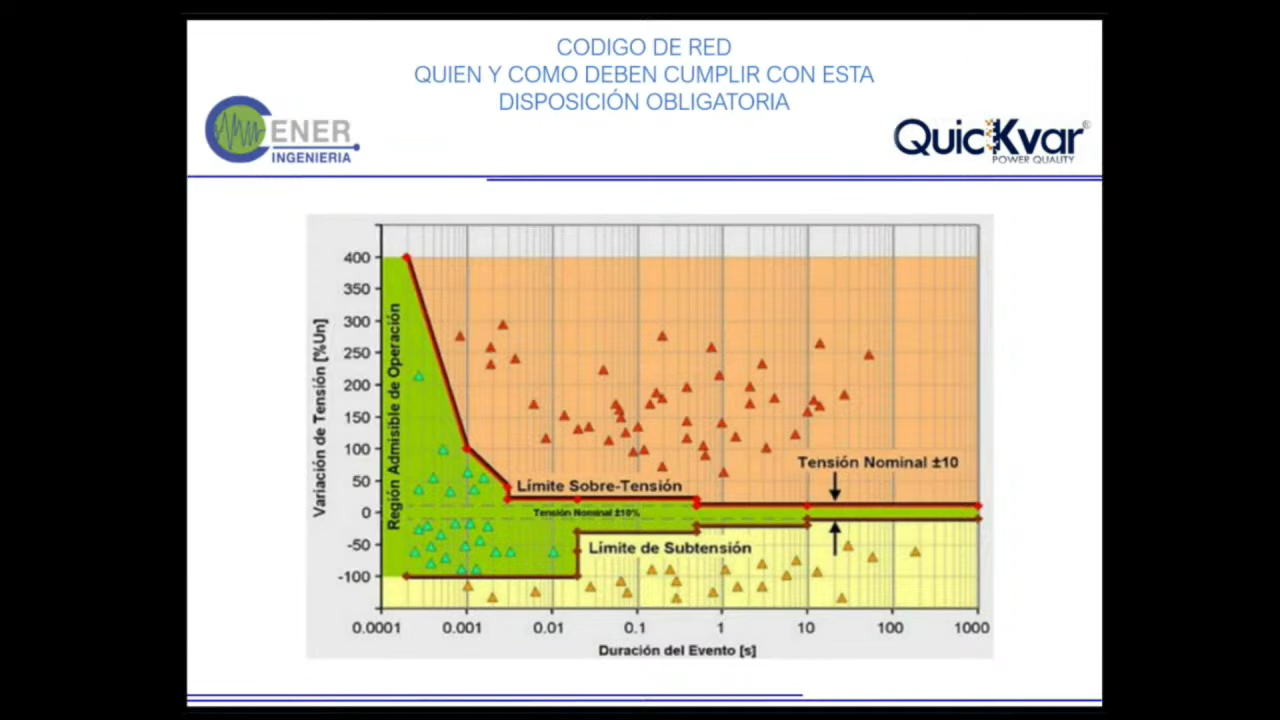 CODIGO DE RED
QUIEN Y COMO DEBEN CUMPLIR CON ESTA
DISPOSICIÓN OBLIGATORIA
CENER
INGENIERIA
QuicKvar®
POWER QUALITY
Variación de Tensión [%Un]
400
350
300
250
200
150
100
50
0
-50
-100
Región Admisible de Operación
Límite Sobre-Tensión
Tensión Nominal ±10%
Límite de Subtensión
Tensión Nominal ±10
0.0001
0.001
0.01
0.1
1
10
100
1000
Duración del Evento [s]